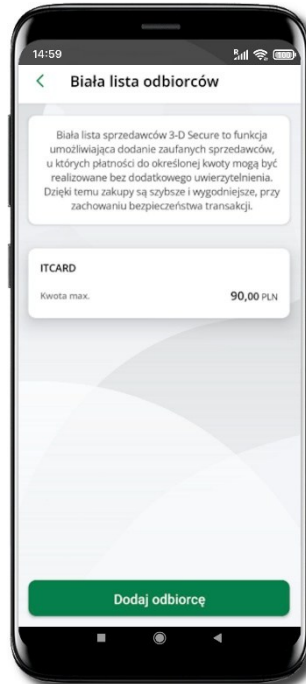 14:59
Biała lista odbiorców
Biała lista sprzedawców 3-D Secure to funkcja
umożliwiająca dodanie zaufanych sprzedawców,
u których płatności do określonej kwoty mogą być
realizowane bez dodatkowego uwierzytelnienia.
Dzięki temu zakupy są szybsze i wygodniejsze, przy
zachowaniu bezpieczeństwa transakcji.
ITCARD
Kwota max. 90,00 PLN
Dodaj odbiorcę